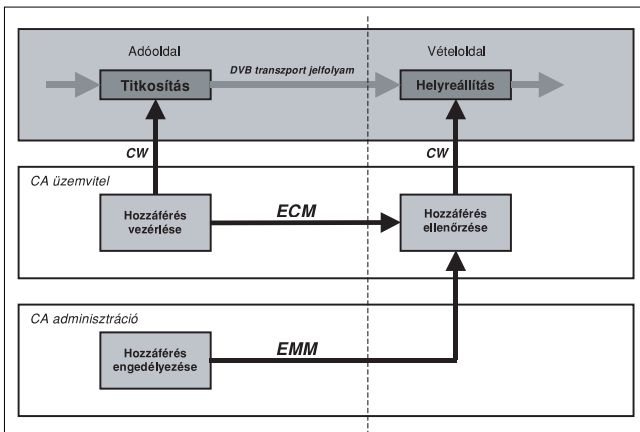 Adóoldal
Vételoldal
Titkosítás
DVB transzport jelfolyam
Helyreállítás
CW
CW
CA üzemvitel
Hozzáférés
vezérlése
ECM
Hozzáférés
ellenőrzése
CA adminisztráció
Hozzáférés
engedélyezése
EMM